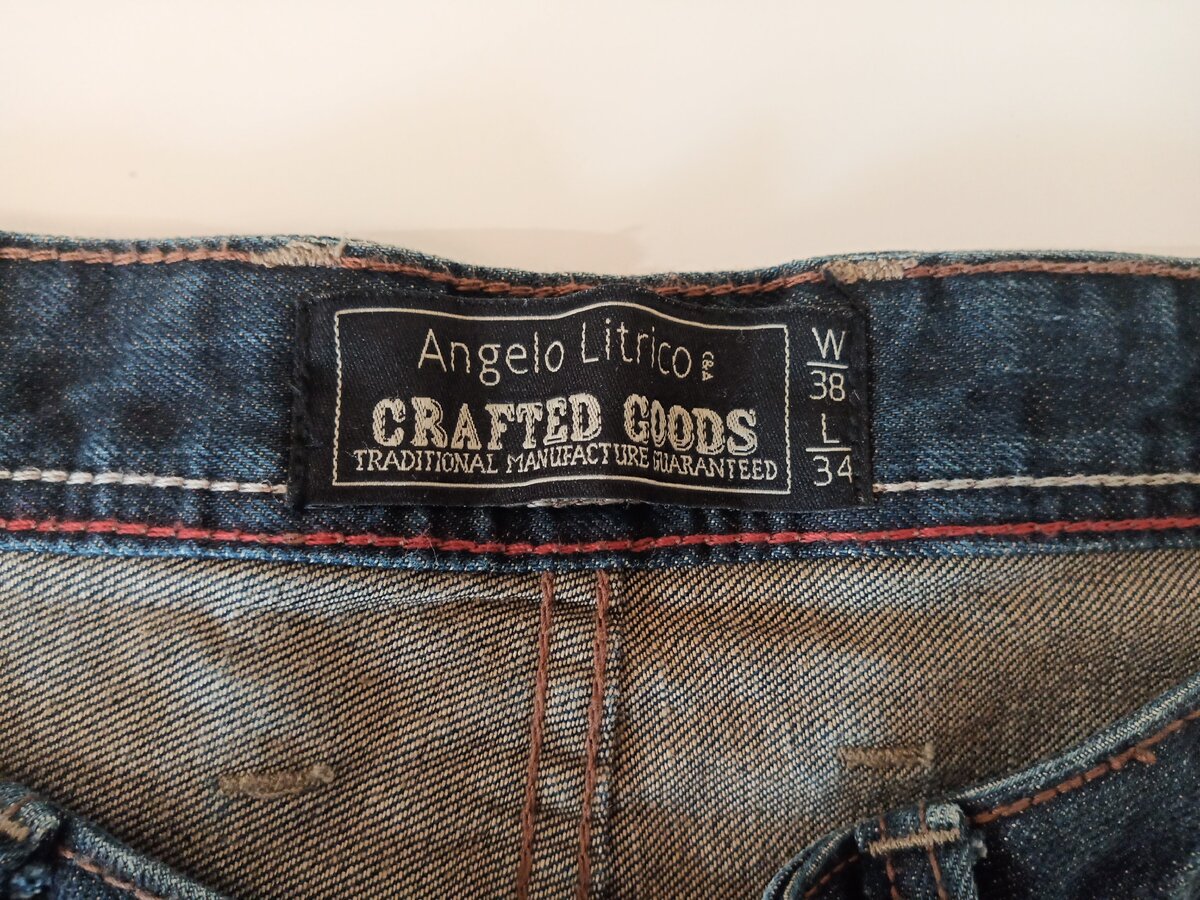 Angelo Litrico C&A
CRAFTED GOODS
TRADITIONAL MANUFACTURE GUARANTEED
W
38
L
34